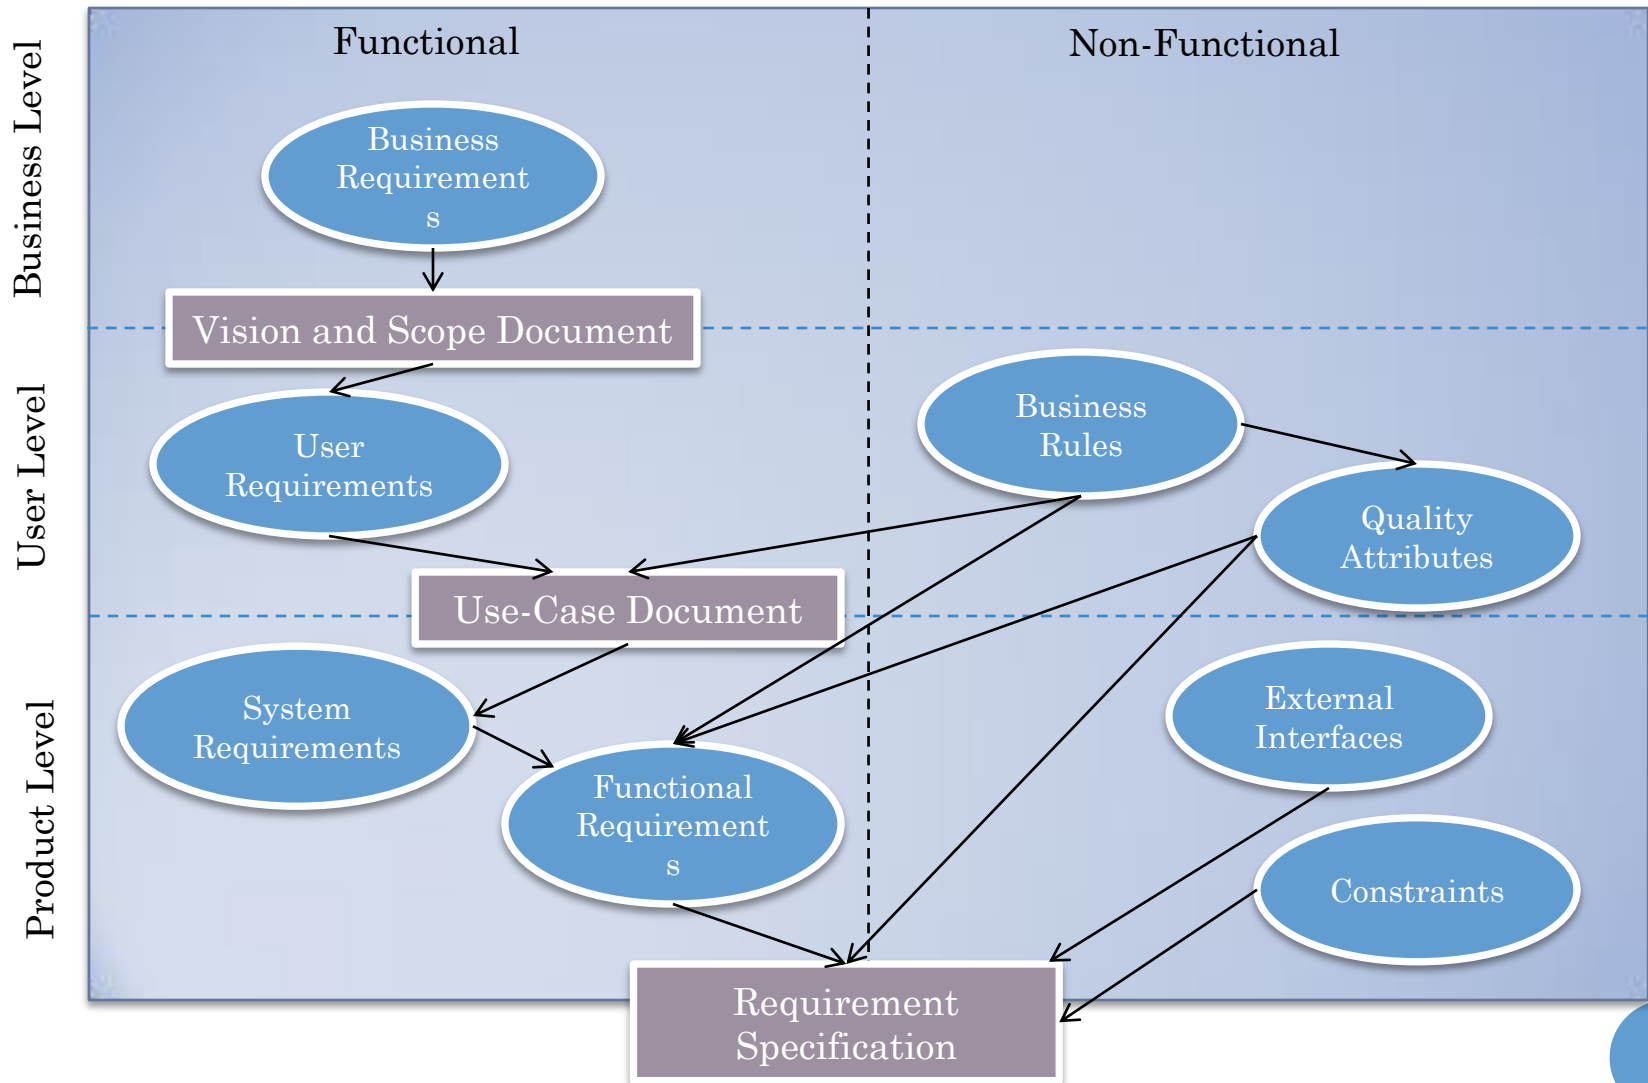 Functional
Non-Functional
Business Level
Business
Requirement
s
Vision and Scope Document
User Level
User
Requirements
Business
Rules
Quality
Attributes
Use-Case Document
Product Level
System
Requirements
External
Interfaces
Functional
Requirement
s
Constraints
Requirement
Specification